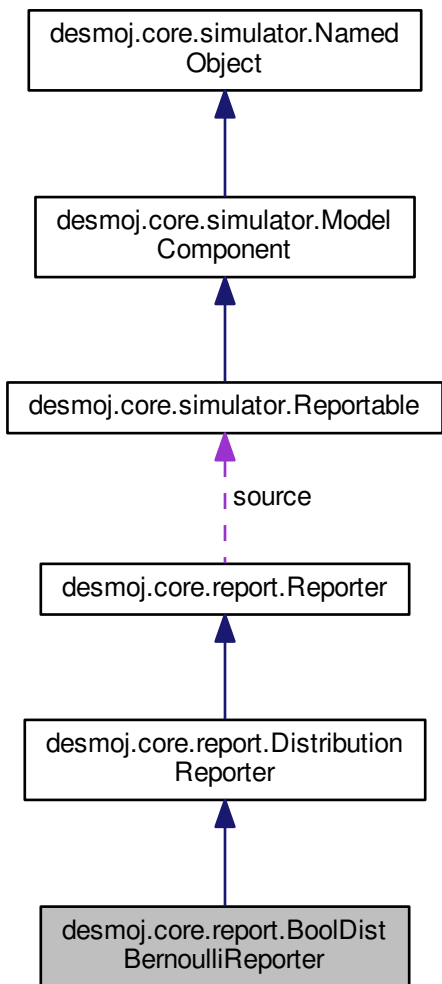 desmoj.core.simulator.Named
Object
desmoj.core.simulator.Model
Component
desmoj.core.simulator.Reportable
source
desmoj.core.report.Reporter
desmoj.core.report.Distribution
Reporter
desmoj.core.report.BoolDist
BernoulliReporter